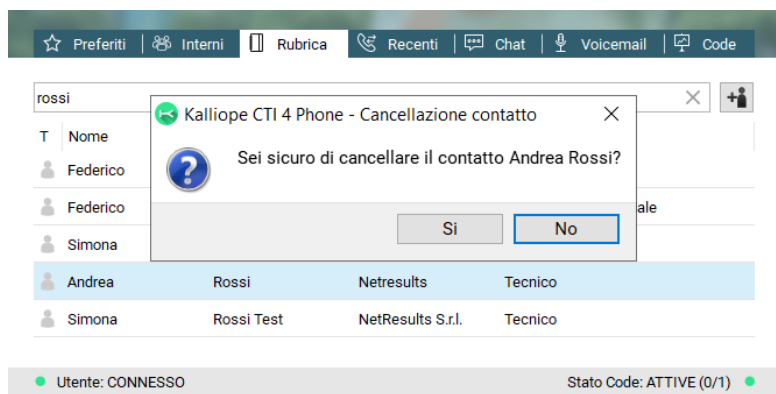 Preferiti Interni Rubrica Recenti Chat Voicemail Code
rossi
Kalliope CTI 4 Phone - Cancellazione contatto
Sei sicuro di cancellare il contatto Andrea Rossi?
Si No
T Nome
Federico
Federico ale
Simona
Andrea Rossi Netresults Tecnico
Simona Rossi Test NetResults S.r.l. Tecnico
Utente: CONNESSO Stato Code: ATTIVE (0/1)